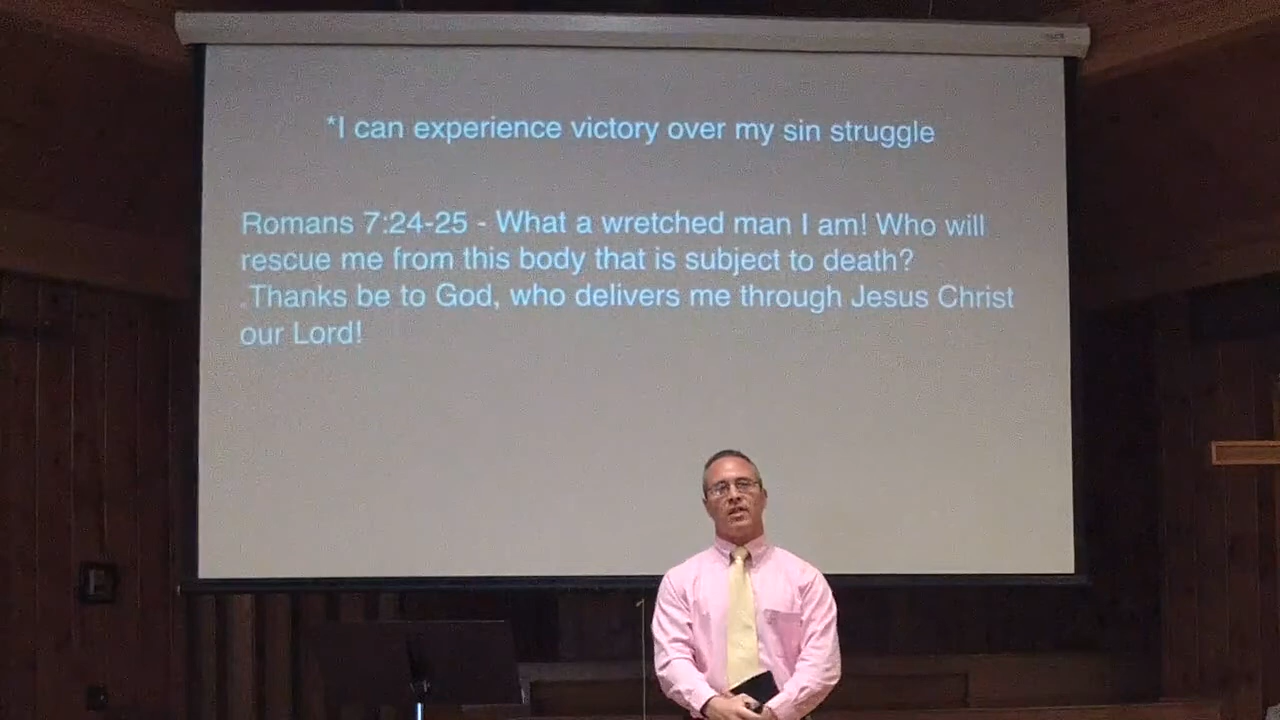 *I can experience victory over my sin struggle
Romans 7:24-25 - What a wretched man I am! Who will
rescue me from this body that is subject to death?
Thanks be to God, who delivers me through Jesus Christ
our Lord!